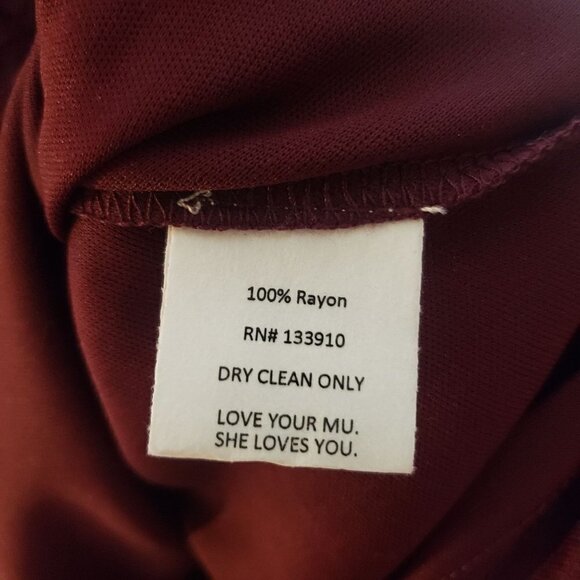 100% Rayon
RN# 133910
DRY CLEAN ONLY
LOVE YOUR MU.
SHE LOVES YOU.